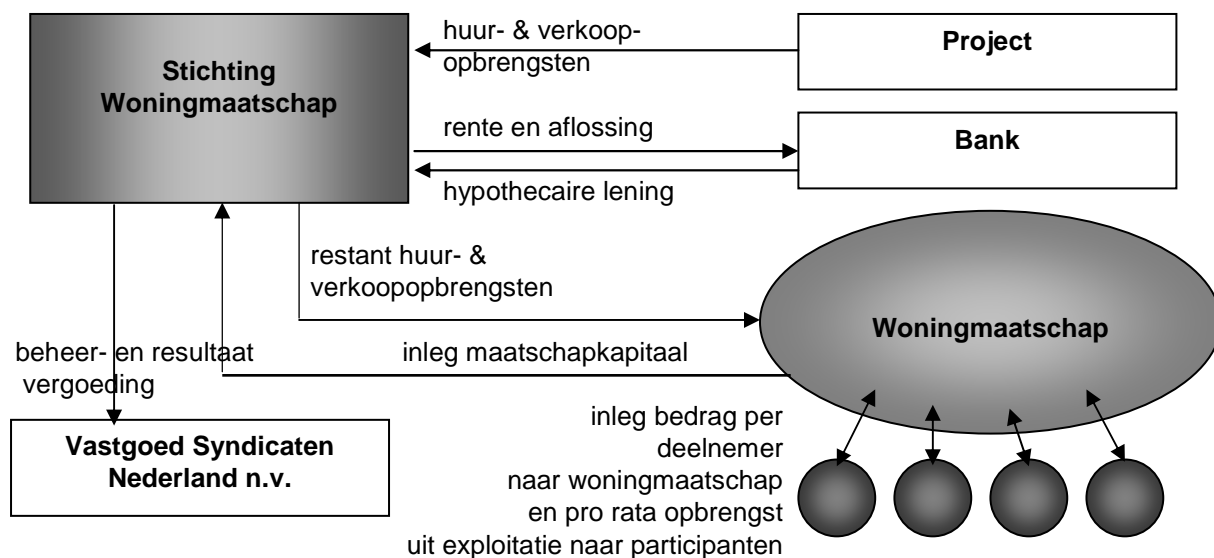 Stichting
Woningmaatschap
huur- & verkoop-
opbrengsten
Project
rente en aflossing
Bank
hypothecaire lening
restant huur- &
verkoopopbrengsten
Woningmaatschap
beheer- en resultaat
vergoeding
inleg maatschapkapitaal
Vastgoed Syndicaten
Nederland n.v.
inleg bedrag per
deelnemer
naar woningmaatschap
en pro rata opbrengst
uit exploitatie naar participanten